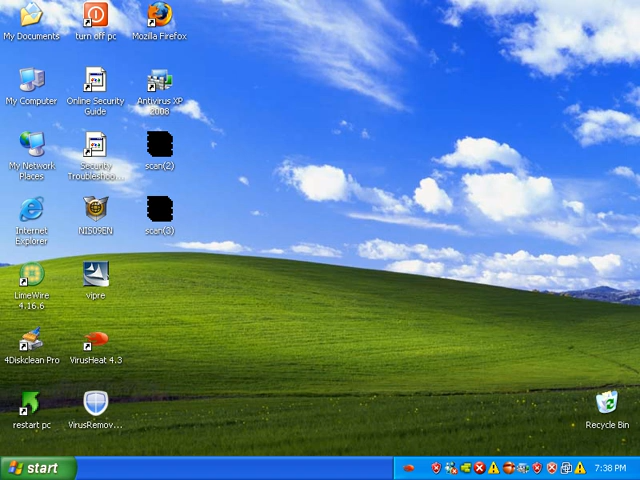 My Documents
turn off pc
Mozilla Firefox
My Computer
Online Security
Guide
Antivirus XP
2008
My Network
Places
Security
Troubleshoo...
scan(2)
Internet
Explorer
NIS09EN
scan(3)
LimeWire
4.16.6
vipre
4Diskclean Pro
VirusHeat 4.3
restart pc
VirusRemov...
Recycle Bin
start
7:38 PM